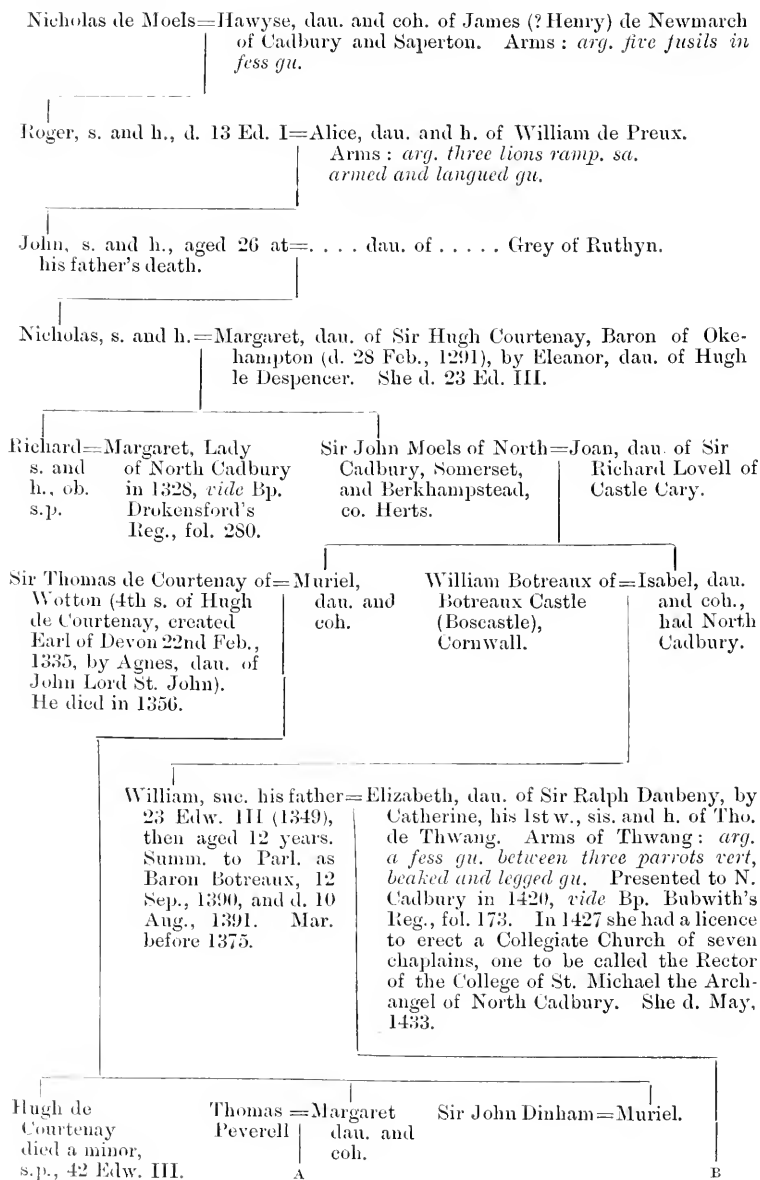 Nicholas de Moels=Hawyse, dau. and coh. of James (? Henry) de Newmarch
of Cadbury and Saperton. Arms : arg. five fusils in
fess gu.
Roger, s. and h., d. 13 Ed. I=Alice, dau. and h. of William de Preux.
Arms : arg. three lions ramp. sa.
armed and langued gu.
John, s. and h., aged 26 at=. . . . dau. of . . . . . Grey of Ruthyn.
his father's death.
Nicholas, s. and h.=Margaret, dau. of Sir Hugh Courtenay, Baron of Oke-
hampton (d. 28 Feb., 1291), by Eleanor, dau. of Hugh
le Despencer. She d. 23 Ed. III.
Richard=Margaret, Lady
s. and of North Cadbury
h., ob. in 1328, vide Bp.
s.p. Drokensford's
Reg., fol. 280.
Sir John Moels of North=Joan, dau. of Sir
Cadbury, Somerset, Richard Lovell of
and Berkhampstead, Castle Cary.
co. Herts.
Sir Thomas de Courtenay of=Muriel,
Wotton (4th s. of Hugh dau. and
de Courtenay, created coh.
Earl of Devon 22nd Feb.,
1335, by Agnes, dau. of
John Lord St. John).
He died in 1356.
William Botreaux of=Isabel, dau.
Botreaux Castle and coh.,
(Boscastle), had North
Cornwall. Cadbury.
William, suc. his father=Elizabeth, dau. of Sir Ralph Daubeny, by
23 Edw. III (1349), Catherine, his 1st w., sis. and h. of Tho.
then aged 12 years. de Thwang. Arms of Thwang : arg.
Summ. to Parl. as a fess gu. between three parrots vert,
Baron Botreaux, 12 beaked and legged gu. Presented to N.
Sep., 1390, and d. 10 Cadbury in 1420, vide Bp. Bubwith's
Aug., 1391. Mar. Reg., fol. 173. In 1427 she had a licence
before 1375. to erect a Collegiate Church of seven
chaplains, one to be called the Rector
of the College of St. Michael the Arch-
angel of North Cadbury. She d. May,
1433.
Hugh de
Courtenay
died a minor,
s.p., 42 Edw. III.
Thomas =Margaret
Peverell dau. and
coh.
Sir John Dinham=Muriel.
A B